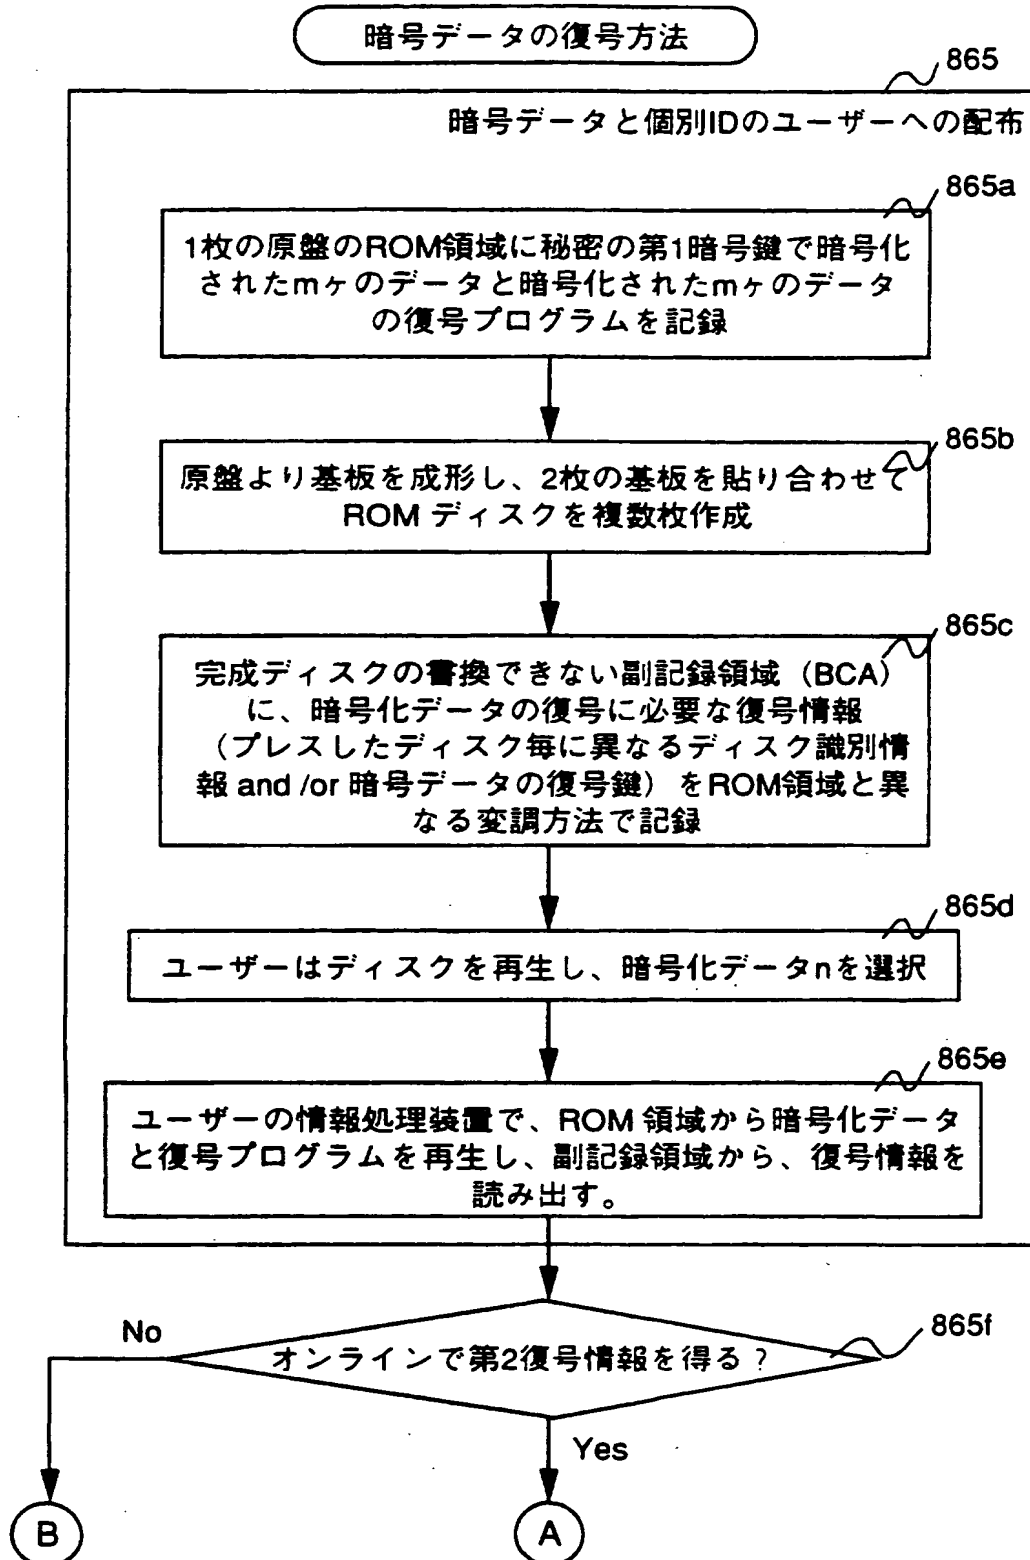 暗号データの復号方法
865
暗号データと個別IDのユーザーへの配布
865a
1枚の原盤のROM領域に秘密の第1暗号鍵で暗号化
されたmヶのデータと暗号化されたmヶのデータ
の復号プログラムを記録
865b
原盤より基板を成形し、2枚の基板を貼り合わせて
ROM ディスクを複数枚作成
865c
完成ディスクの書換できない副記録領域（BCA）
に、暗号化データの復号に必要な復号情報
（プレスしたディスク毎に異なるディスク識別情
報 and /or 暗号データの復号鍵）をROM領域と異
なる変調方法で記録
865d
ユーザーはディスクを再生し、暗号化データnを選択
865e
ユーザーの情報処理装置で、ROM 領域から暗号化データ
と復号プログラムを再生し、副記録領域から、復号情報を
読み出す。
865f
No
オンラインで第2復号情報を得る？
Yes
B
A